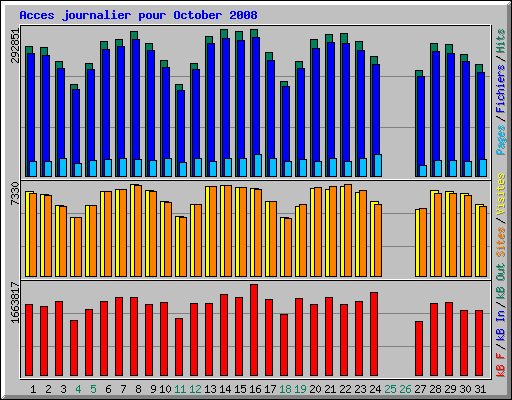 Acces journalier pour October 2008
292851
Pages / Fichiers / Hits
7330
Sites / Visites
1663817
kB F / kB In / kB Out
1 2 3 4 5 6 7 8 9 10 11 12 13 14 15 16 17 18 19 20 21 22 23 24 25 26 27 28 29 30 31